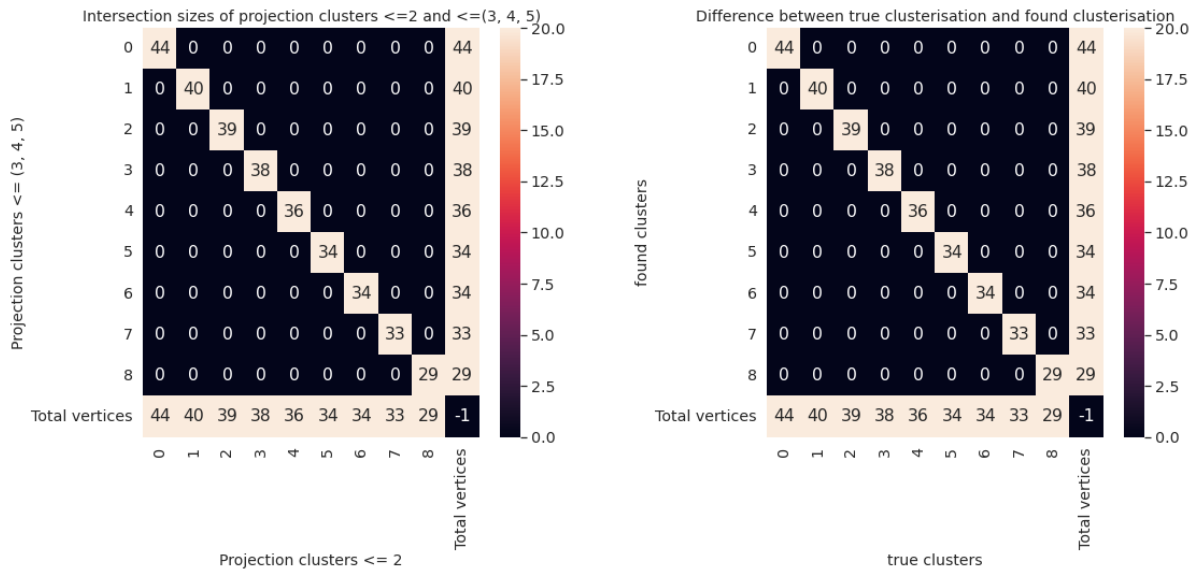 Intersection sizes of projection clusters <=2 and <=(3, 4, 5)
Projection clusters <= (3, 4, 5)
0 44 0 0 0 0 0 0 0 0 44
1 0 40 0 0 0 0 0 0 0 40
2 0 0 39 0 0 0 0 0 0 39
3 0 0 0 38 0 0 0 0 0 38
4 0 0 0 0 36 0 0 0 0 36
5 0 0 0 0 0 34 0 0 0 34
6 0 0 0 0 0 0 34 0 0 34
7 0 0 0 0 0 0 0 33 0 33
8 0 0 0 0 0 0 0 0 29 29
Total vertices 44 40 39 38 36 34 34 33 29 -1
0 1 2 3 4 5 6 7 8 Total vertices
Projection clusters <= 2
20.0
17.5
15.0
12.5
10.0
7.5
5.0
2.5
0.0
Difference between true clusterisation and found clusterisation
found clusters
0 44 0 0 0 0 0 0 0 0 44
1 0 40 0 0 0 0 0 0 0 40
2 0 0 39 0 0 0 0 0 0 39
3 0 0 0 38 0 0 0 0 0 38
4 0 0 0 0 36 0 0 0 0 36
5 0 0 0 0 0 34 0 0 0 34
6 0 0 0 0 0 0 34 0 0 34
7 0 0 0 0 0 0 0 33 0 33
8 0 0 0 0 0 0 0 0 29 29
Total vertices 44 40 39 38 36 34 34 33 29 -1
0 1 2 3 4 5 6 7 8 Total vertices
true clusters
20.0
17.5
15.0
12.5
10.0
7.5
5.0
2.5
0.0